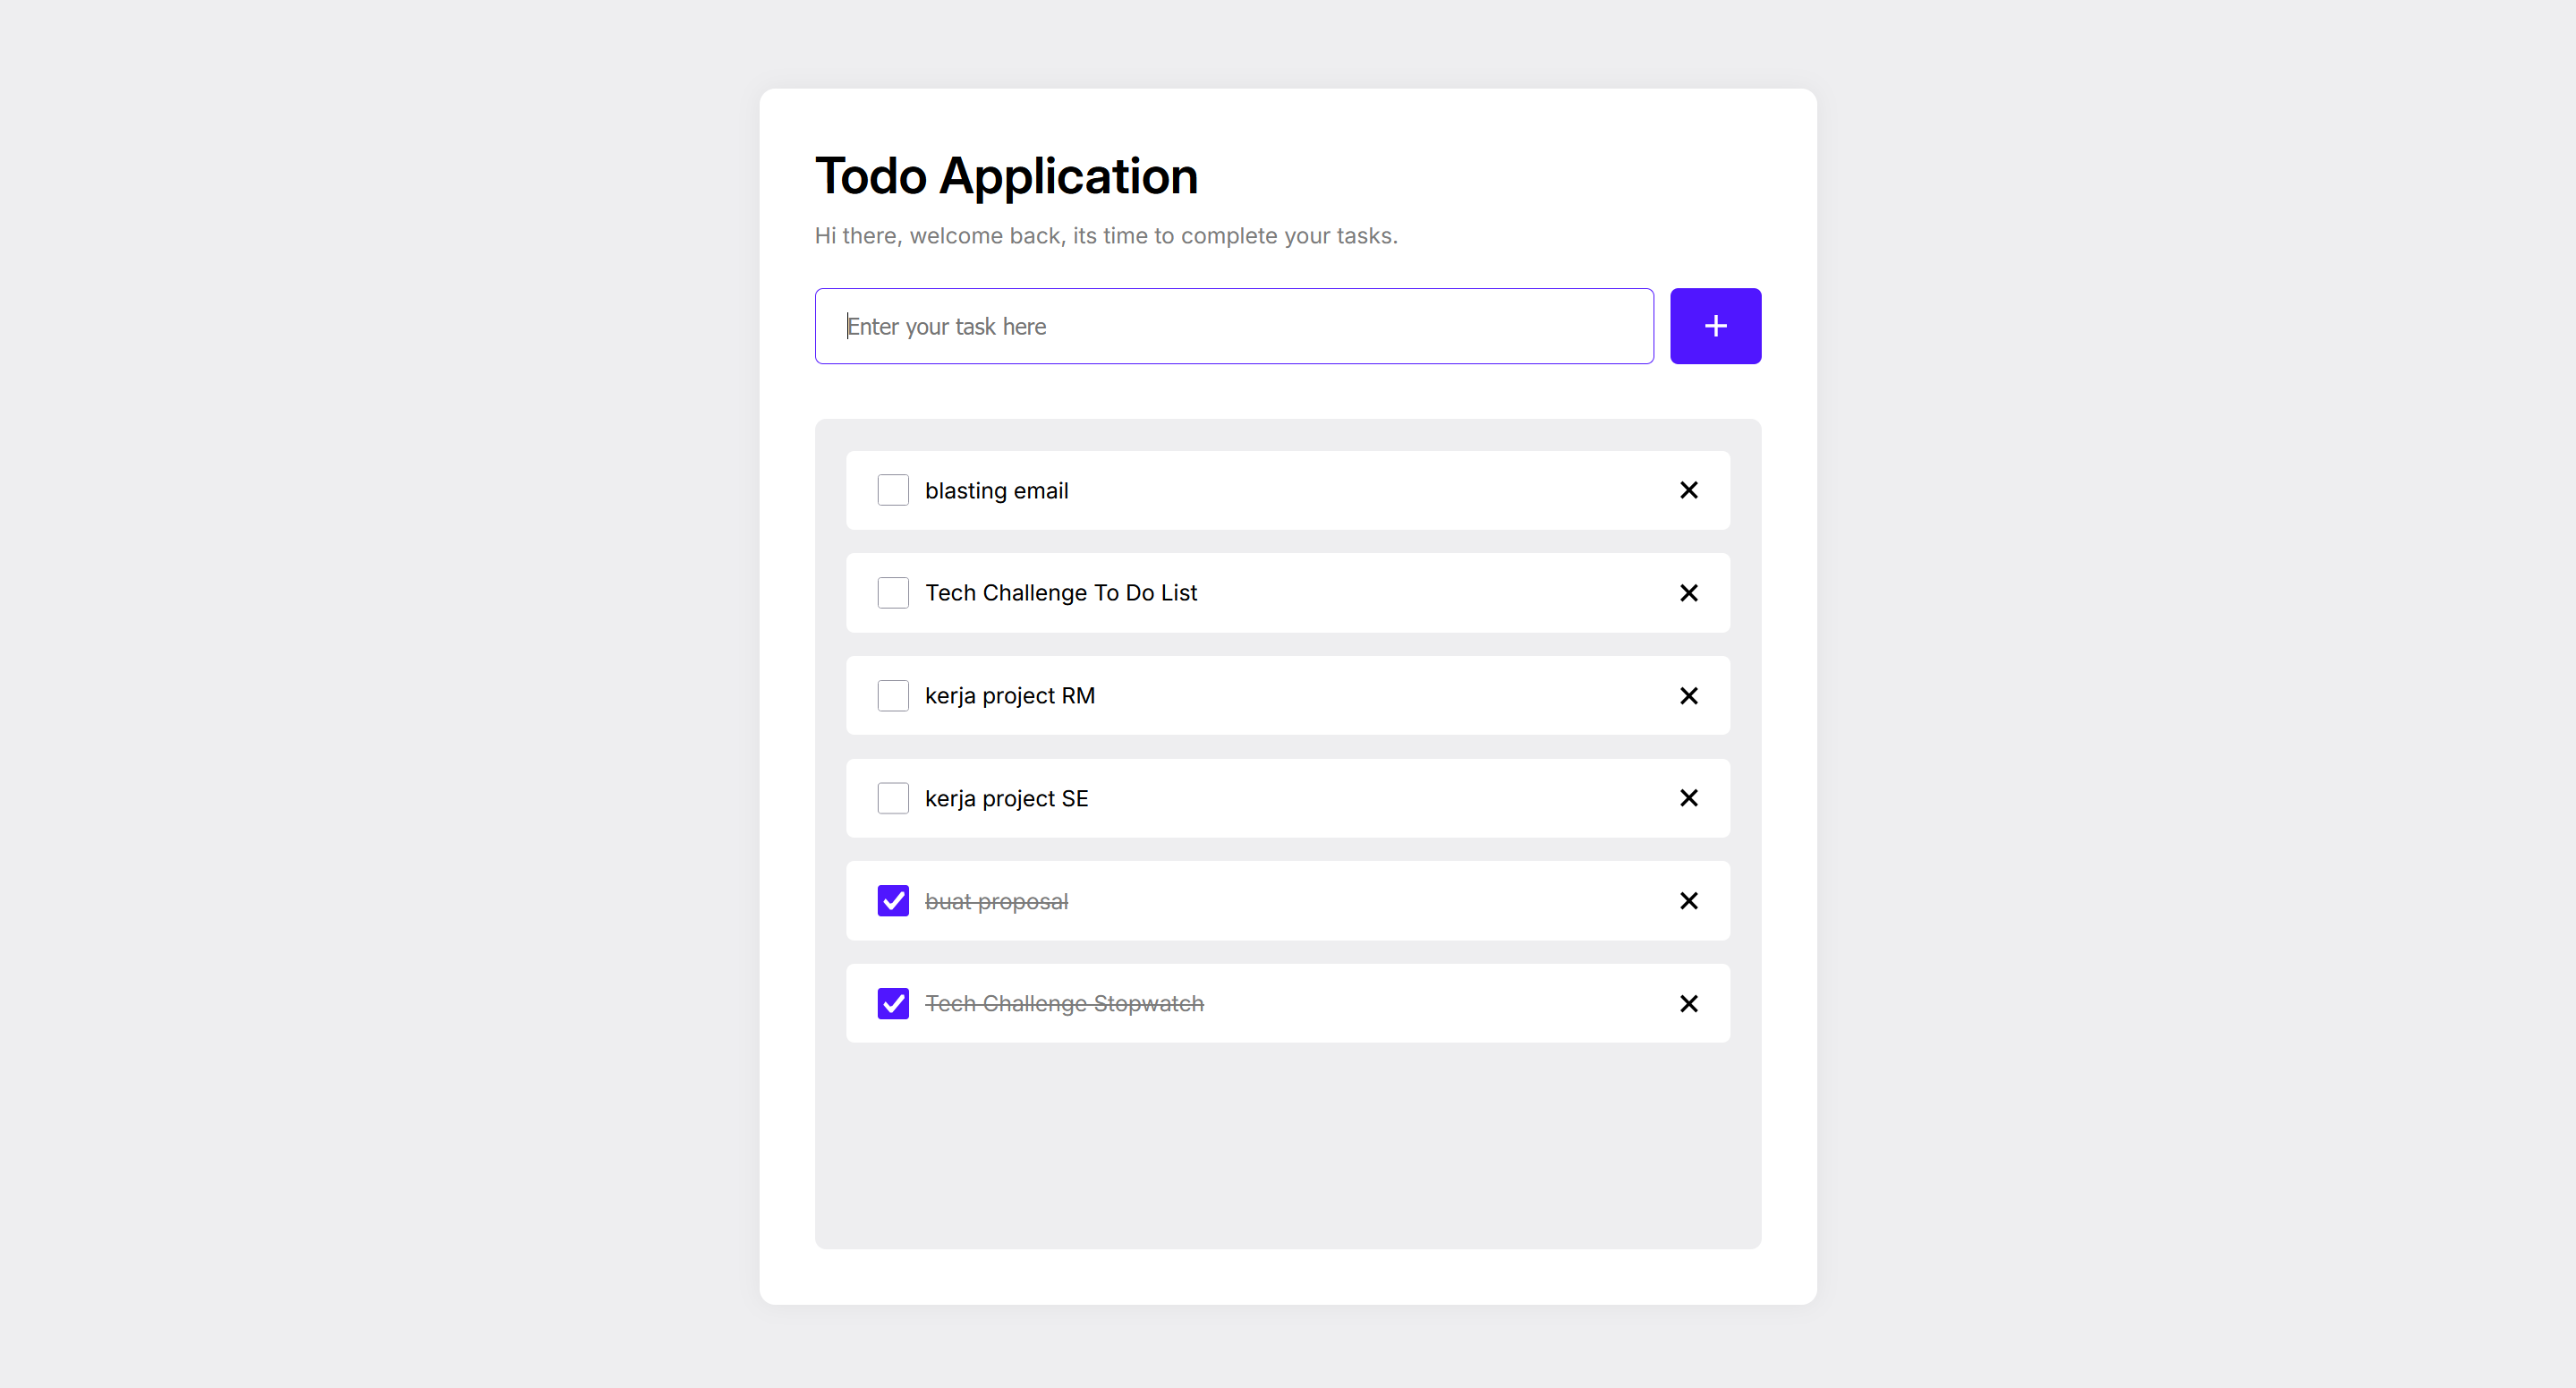 Todo Application
Hi there, welcome back, its time to complete your tasks.
Enter your task here
blasting email
Tech Challenge To Do List
kerja project RM
kerja project SE
buat proposal
Tech Challenge Stopwatch